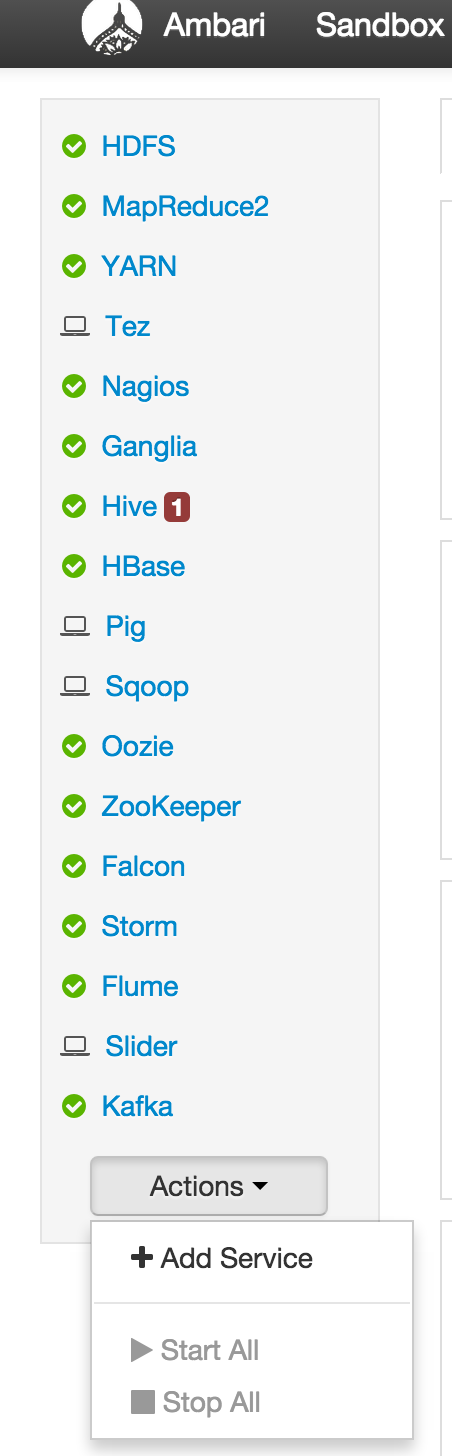 Ambari Sandbox
HDFS
MapReduce2
YARN
Tez
Nagios
Ganglia
Hive 1
HBase
Pig
Sqoop
Oozie
ZooKeeper
Falcon
Storm
Flume
Slider
Kafka
Actions
Add Service
Start All
Stop All